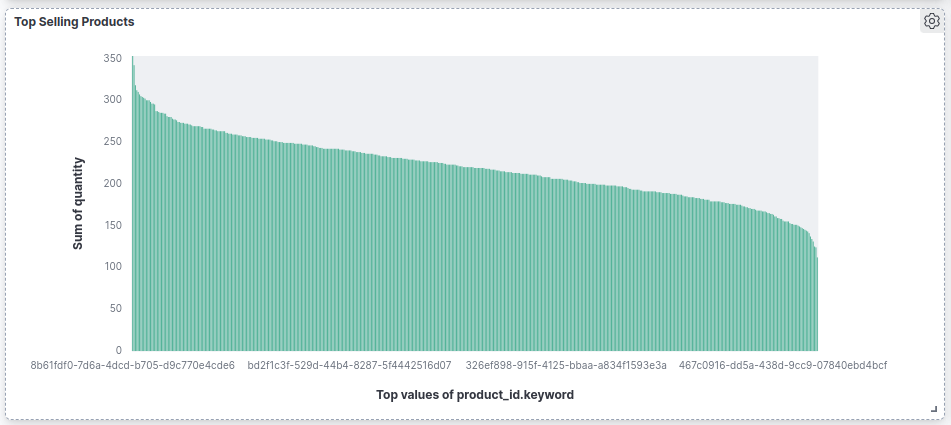 Top Selling Products
350
300
250
200
150
100
50
0
Sum of quantity
8b61fdf0-7d6a-4dcd-b705-d9c770e4cde6 bd2f1c3f-529d-44b4-8287-5f4442516d07 326ef898-915f-4125-bbaa-a834f1593e3a 467c0916-dd5a-438d-9cc9-07840ebd4bcf
Top values of product_id.keyword